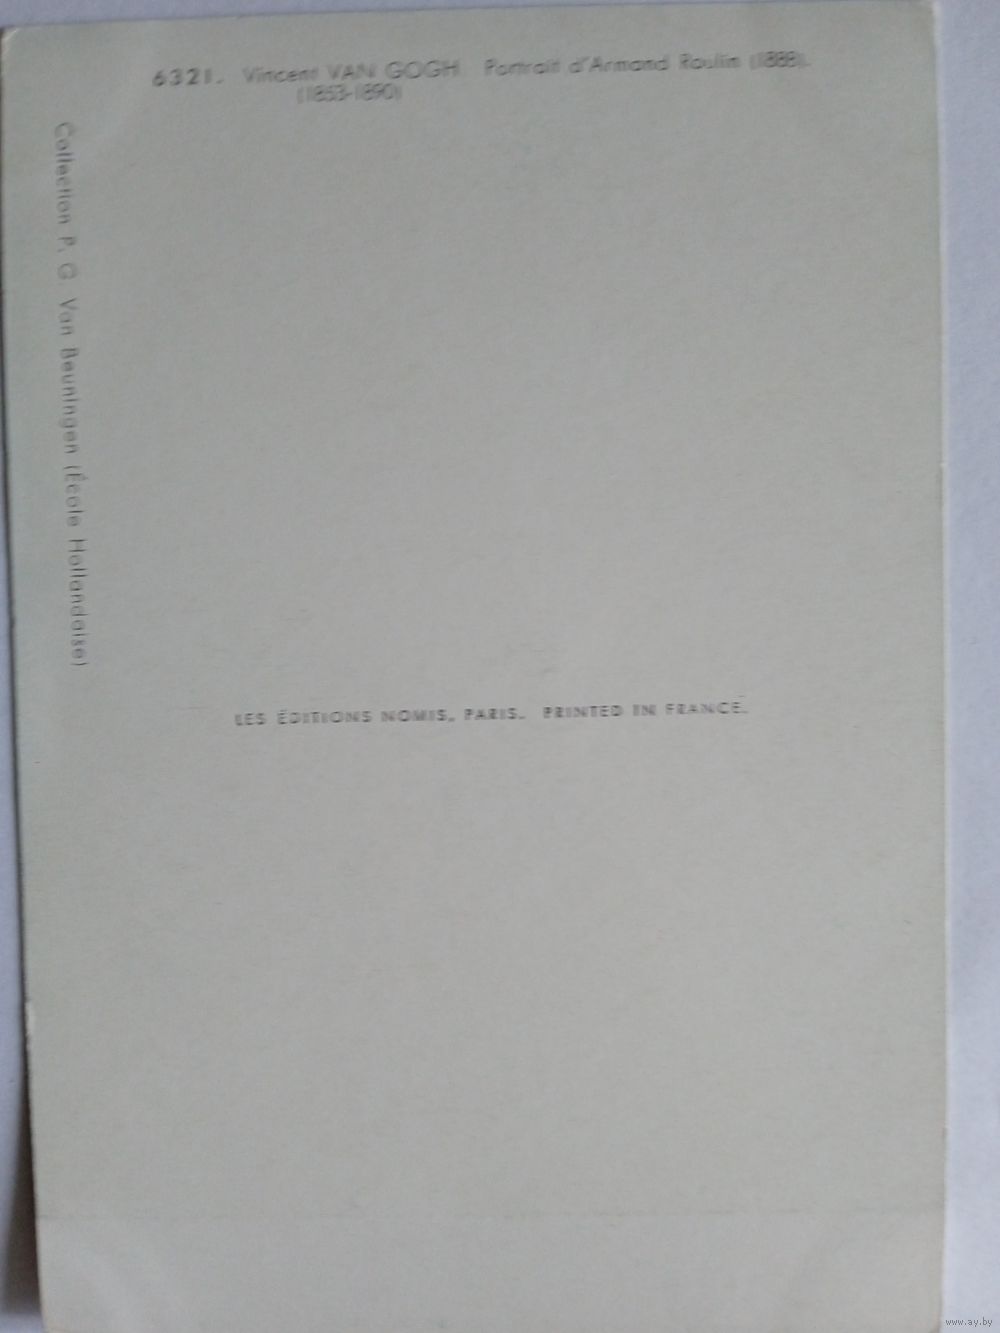 6321. Vincent VAN GOGH Portrait d'Armand Roulin (1888).
(1853-1890)
Collection P. G. Van Beuningen (École Hollandaise)
LES ÉDITIONS NOMIS, PARIS. PRINTED IN FRANCE.
www.ay.by